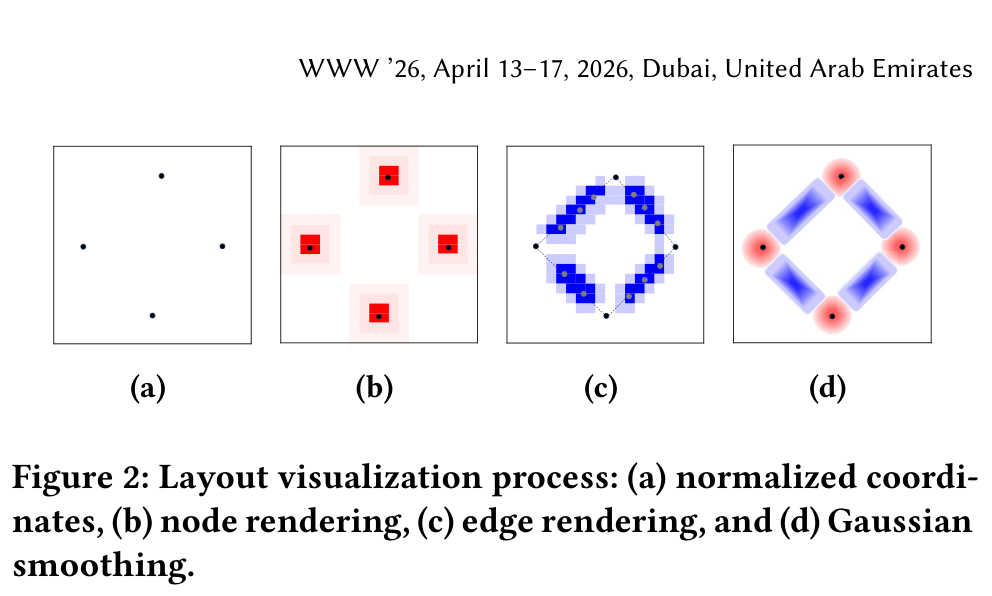 WWW ’26, April 13–17, 2026, Dubai, United Arab Emirates
(a)
(b)
(c)
(d)
Figure 2: Layout visualization process: (a) normalized coordi-
nates, (b) node rendering, (c) edge rendering, and (d) Gaussian
smoothing.